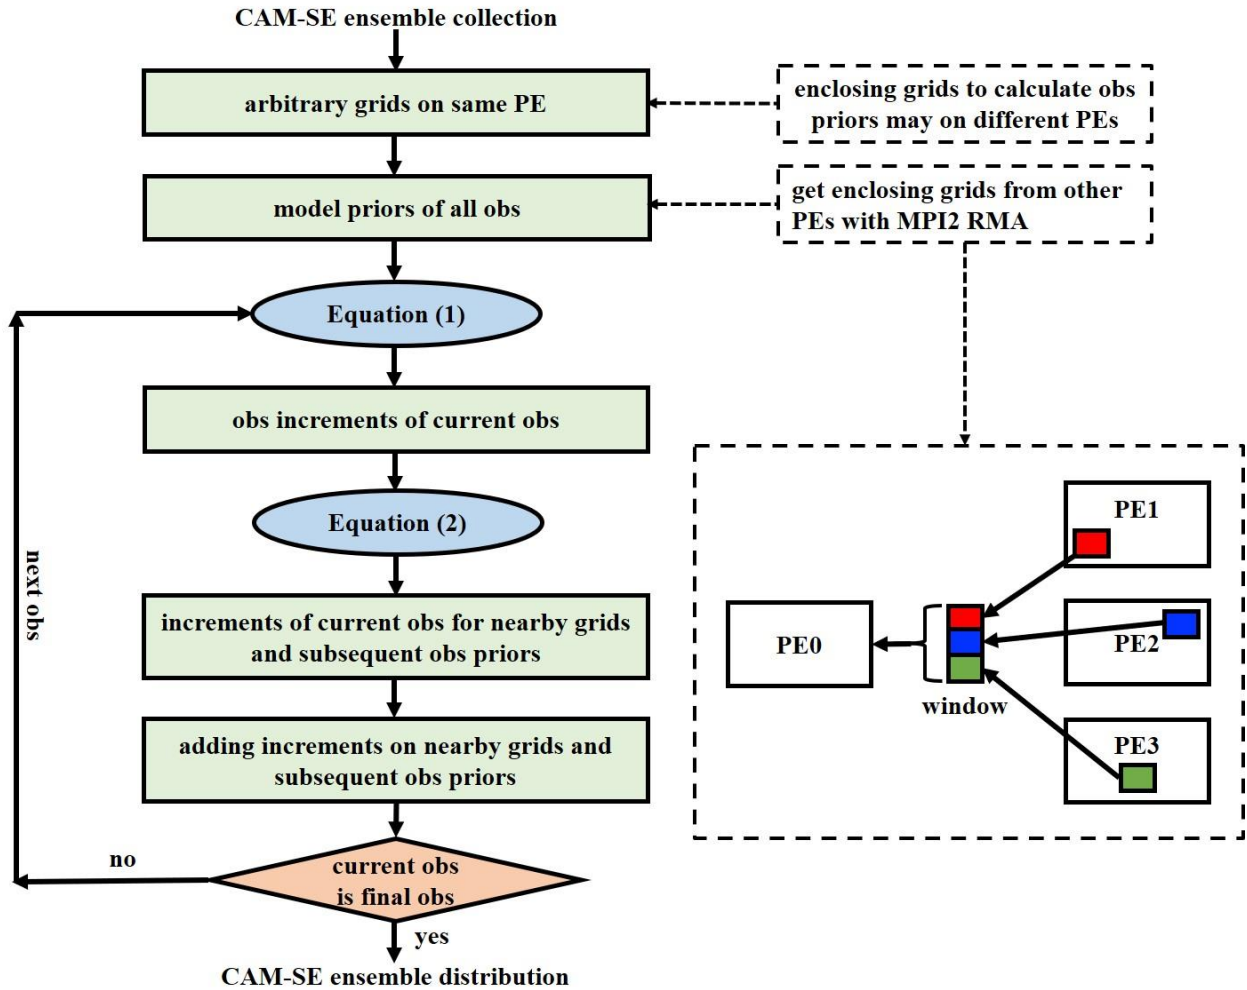 CAM-SE ensemble collection
arbitrary grids on same PE
enclosing grids to calculate obs
priors may on different PEs
model priors of all obs
get enclosing grids from other
PEs with MPI2 RMA
Equation (1)
obs increments of current obs
Equation (2)
next obs
increments of current obs for nearby grids
and subsequent obs priors
adding increments on nearby grids and
subsequent obs priors
no
current obs
is final obs
yes
CAM-SE ensemble distribution
PE1
PE0
PE2
window
PE3